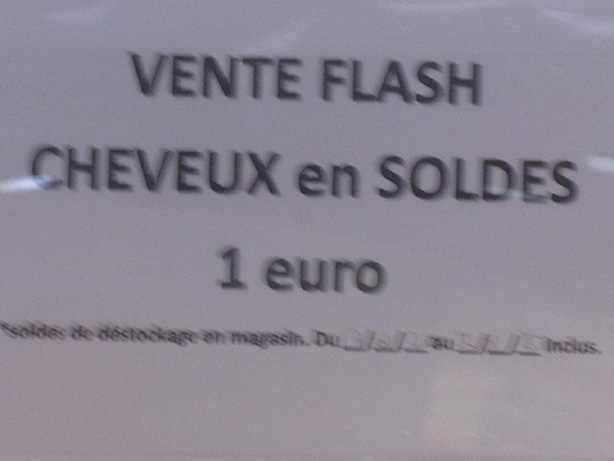 VENTE FLASH
CHEVEUX en SOLDES
1 euro
*soldes de déstockage en magasin. Du au inclus.